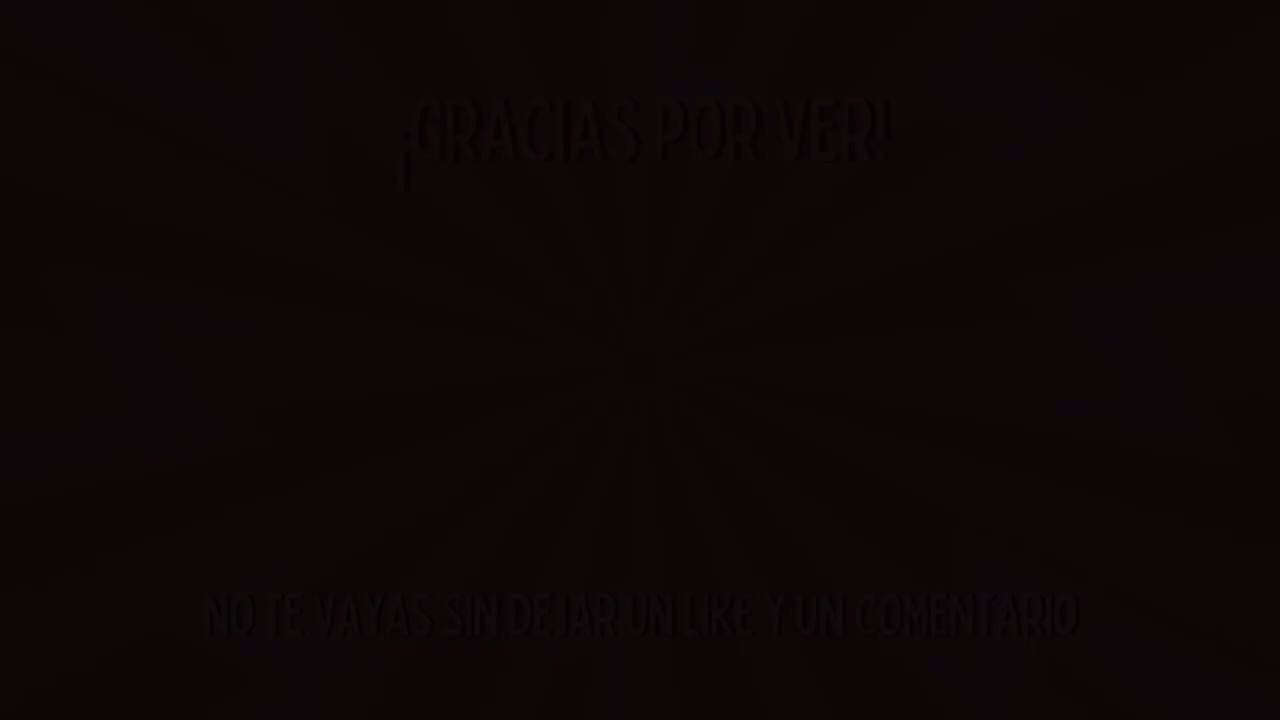 ¡GRACIAS POR VER!
NO TE VAYAS SIN DEJAR UN LIKE Y UN COMENTARIO